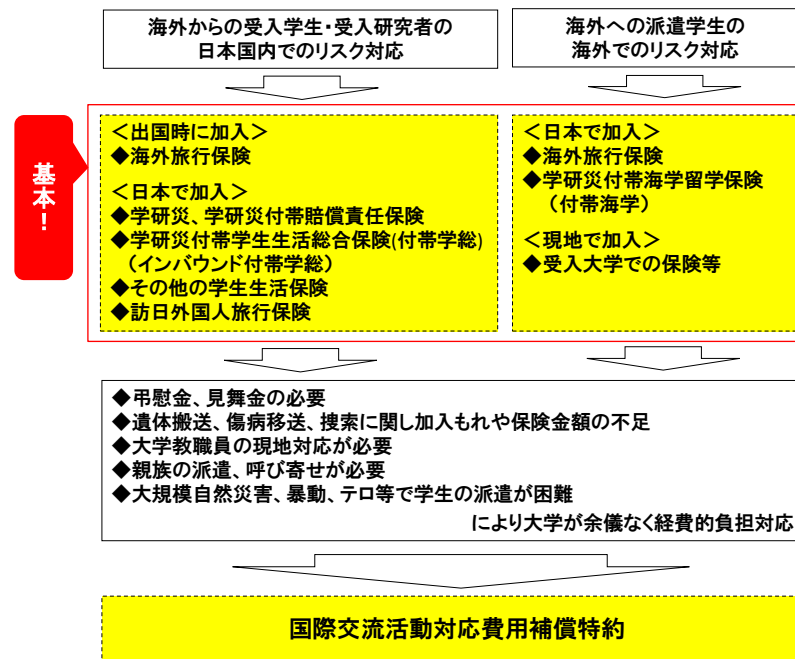 海外からの受入学生・受入研究者の
日本国内でのリスク対応
海外への派遣学生の
海外でのリスク対応
基本！
＜出国時に加入＞
◆海外旅行保険
＜日本で加入＞
◆学研災、学研災付帯賠償責任保険
◆学研災付帯学生生活総合保険(付帯学総)
（インバウンド付帯学総）
◆その他の学生生活保険
◆訪日外国人旅行保険
＜日本で加入＞
◆海外旅行保険
◆学研災付帯海学留学保険
（付帯海学）
＜現地で加入＞
◆受入大学での保険等
◆弔慰金、見舞金の必要
◆遺体搬送、傷病移送、捜索に関し加入もれや保険金額の不足
◆大学教職員の現地対応が必要
◆親族の派遣、呼び寄せが必要
◆大規模自然災害、暴動、テロ等で学生の派遣が困難
により大学が余儀なく経費的負担対応
国際交流活動対応費用補償特約